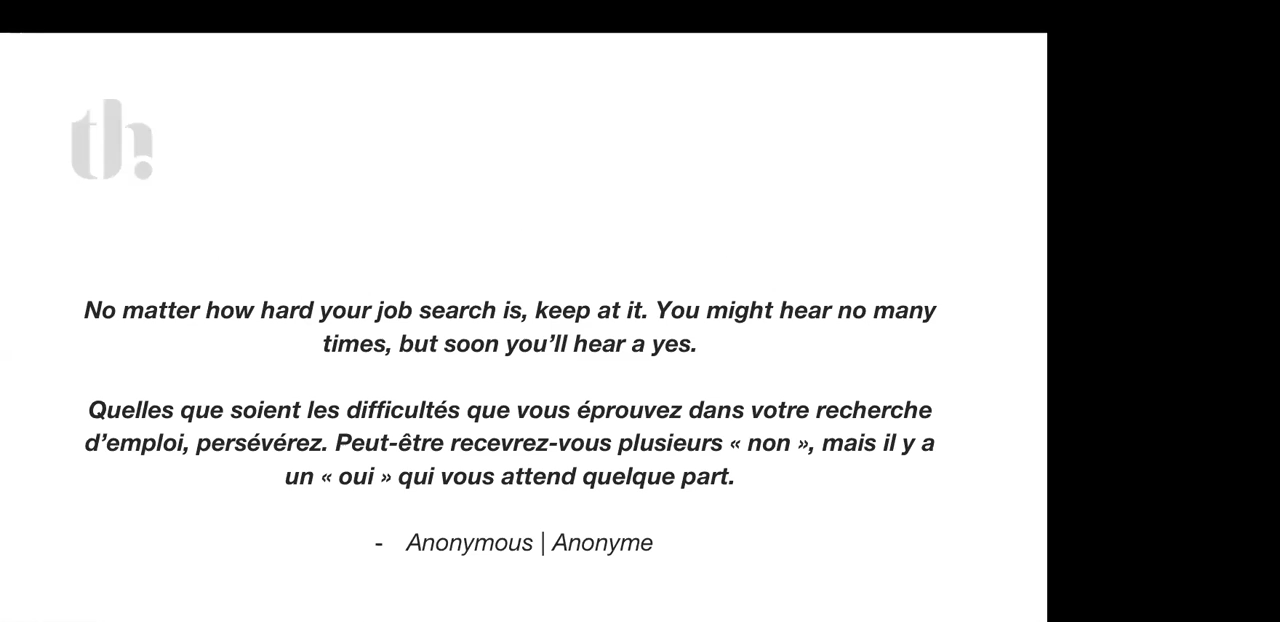 th.
No matter how hard your job search is, keep at it. You might hear no many
times, but soon you’ll hear a yes.
Quelles que soient les difficultés que vous éprouvez dans votre recherche
d’emploi, persévérez. Peut-être recevrez-vous plusieurs « non », mais il y a
un « oui » qui vous attend quelque part.
- Anonymous | Anonyme